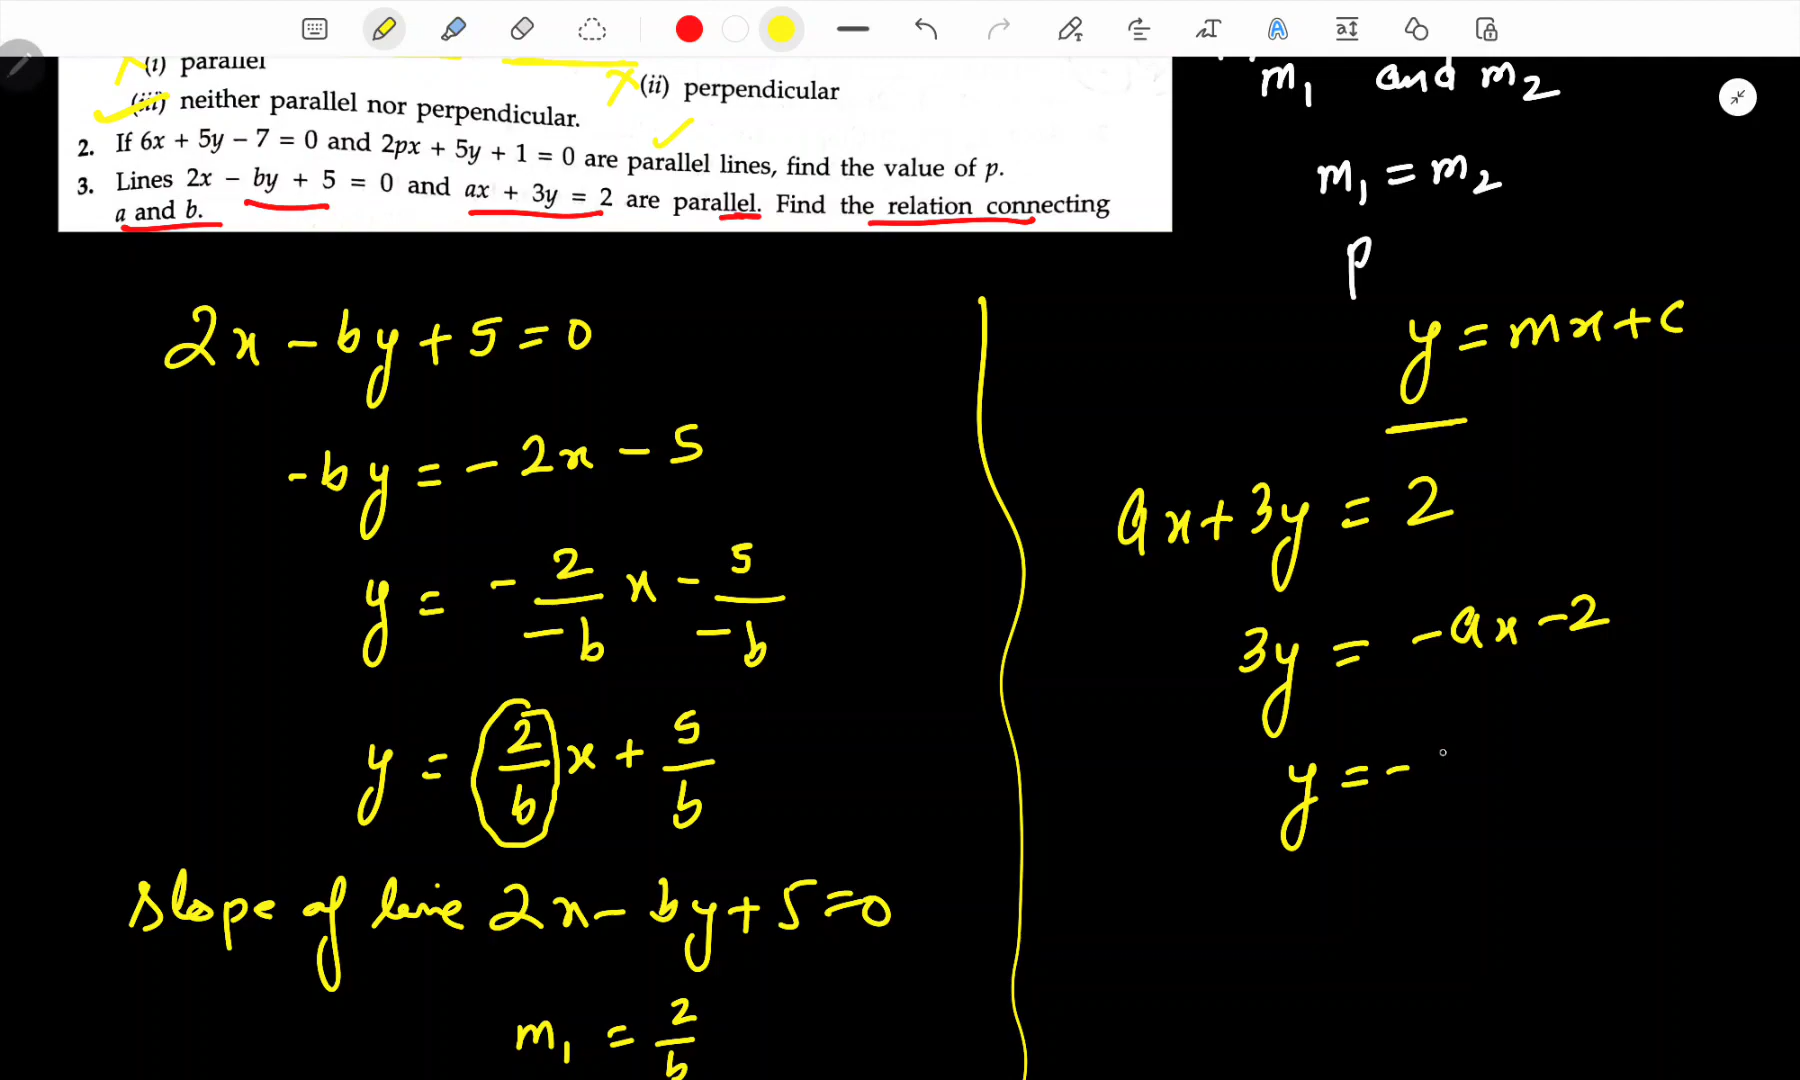 (i) parallel
(ii) perpendicular
(iii) neither parallel nor perpendicular.
2. If 6x + 5y − 7 = 0 and 2px + 5y + 1 = 0 are parallel lines, find the value of p.
3. Lines 2x − by + 5 = 0 and ax + 3y = 2 are parallel. Find the relation connecting
a and b.
m₁ and m₂
m₁ = m₂
p
y = mx + c
2x − by + 5 = 0
-by = − 2x − 5
y = - 2/-b x - 5/-b
y = 2/b x + 5/b
slope of line 2x − by + 5 = 0
m₁ = 2/b
ax + 3y = 2
3y = -ax -2
y = -